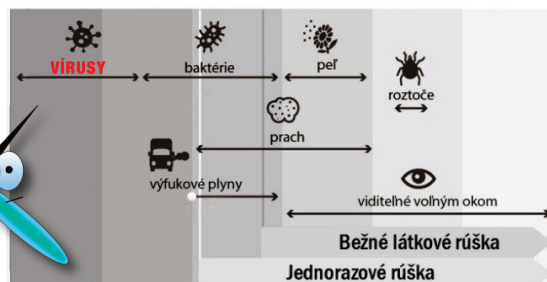 VÍRUSY
baktérie
peľ
roztoče
prach
výfukové plyny
viditeľné voľným okom
Bežné látkové rúška
Jednorazové rúška